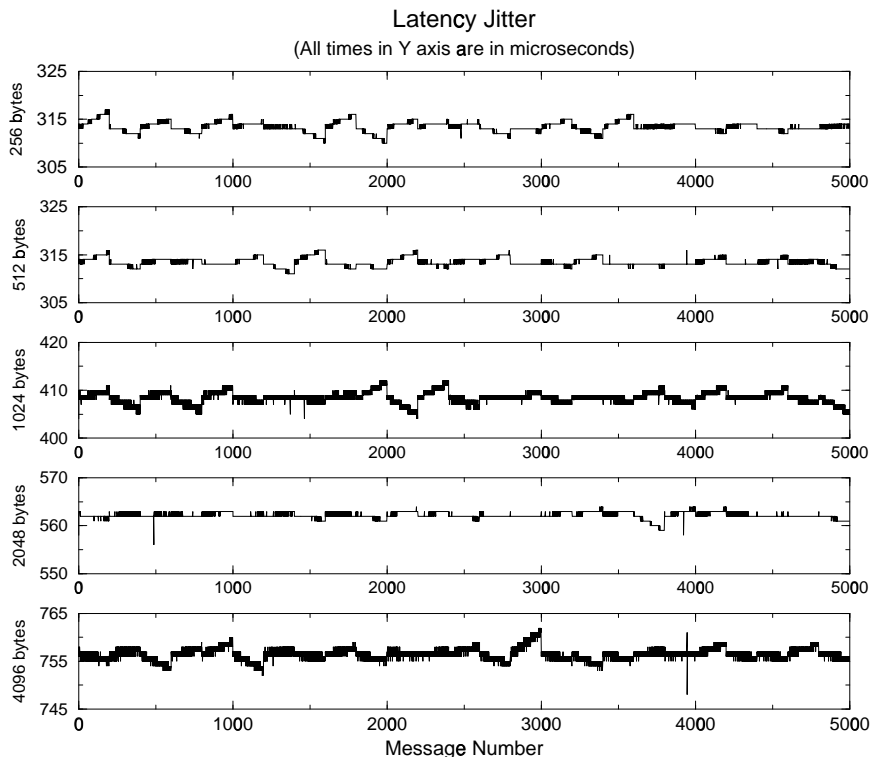 Latency Jitter
(All times in Y axis are in microseconds)
256 bytes
325
315
305
0 1000 2000 3000 4000 5000
512 bytes
325
315
305
0 1000 2000 3000 4000 5000
1024 bytes
420
410
400
0 1000 2000 3000 4000 5000
2048 bytes
570
560
550
0 1000 2000 3000 4000 5000
4096 bytes
765
755
745
0 1000 2000 3000 4000 5000
Message Number